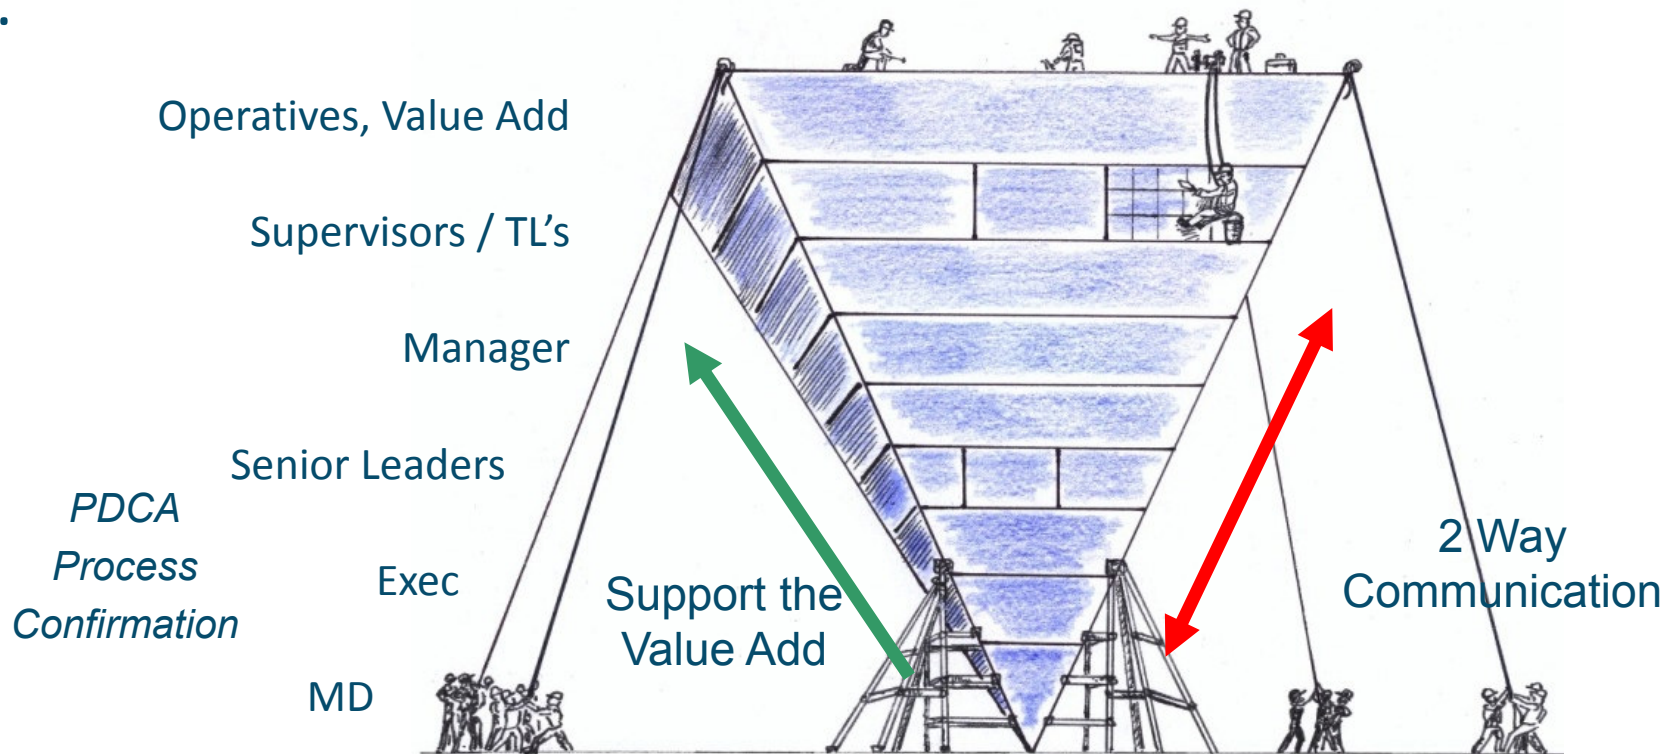 .
Operatives, Value Add
Supervisors / TL’s
Manager
Senior Leaders
PDCA
Process
Confirmation
Exec
MD
Support the
Value Add
2 Way
Communication